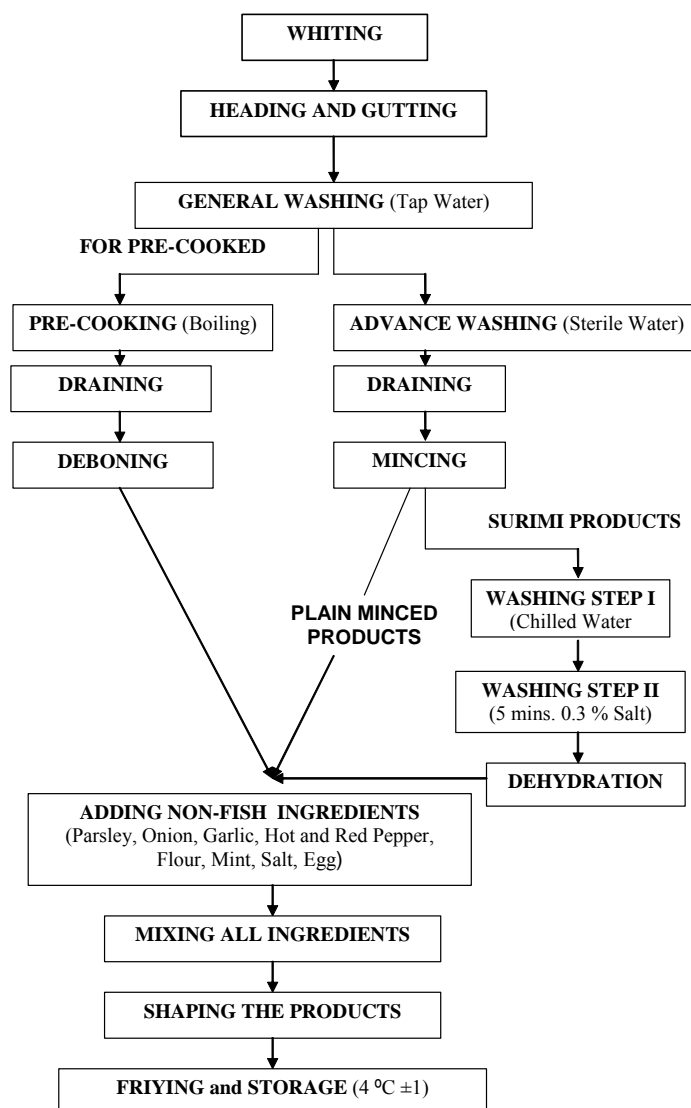 WHITING
HEADING AND GUTTING
GENERAL WASHING (Tap Water)
FOR PRE-COOKED
PRE-COOKING (Boiling)
ADVANCE WASHING (Sterile Water)
DRAINING
DRAINING
DEBONING
MINCING
SURIMI PRODUCTS
PLAIN MINCED
PRODUCTS
WASHING STEP I
(Chilled Water
WASHING STEP II
(5 mins. 0.3 % Salt)
DEHYDRATION
ADDING NON-FISH INGREDIENTS
(Parsley, Onion, Garlic, Hot and Red Pepper,
Flour, Mint, Salt, Egg)
MIXING ALL INGREDIENTS
SHAPING THE PRODUCTS
FRIYING and STORAGE (4 ⁰C ±1)